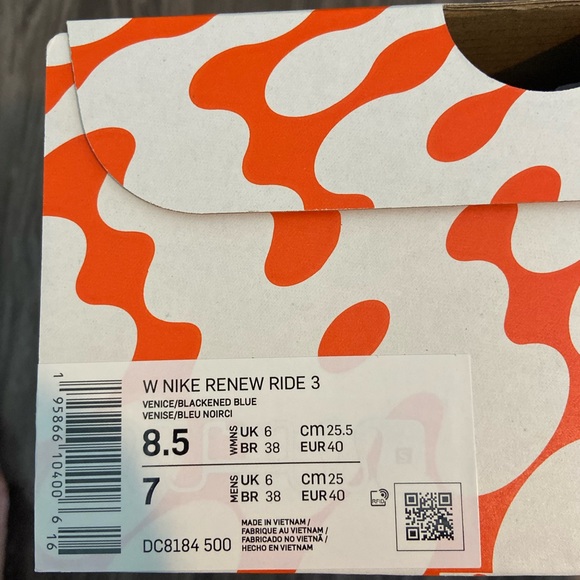 W NIKE RENEW RIDE 3
VENICE/BLACKENED BLUE
VENISE/BLEU NOIRCI
8.5 WMNS UK 6 CM 25.5
BR 38 EUR 40
7 MENS UK 6 CM 25
BR 38 EUR 40
RFID
DC8184 500
MADE IN VIETNAM /
FABRIQUE AU VIETNAM /
FABRICADO NO VIETNÃ /
HECHO EN VIETNAM
1 95866 10400 6 16